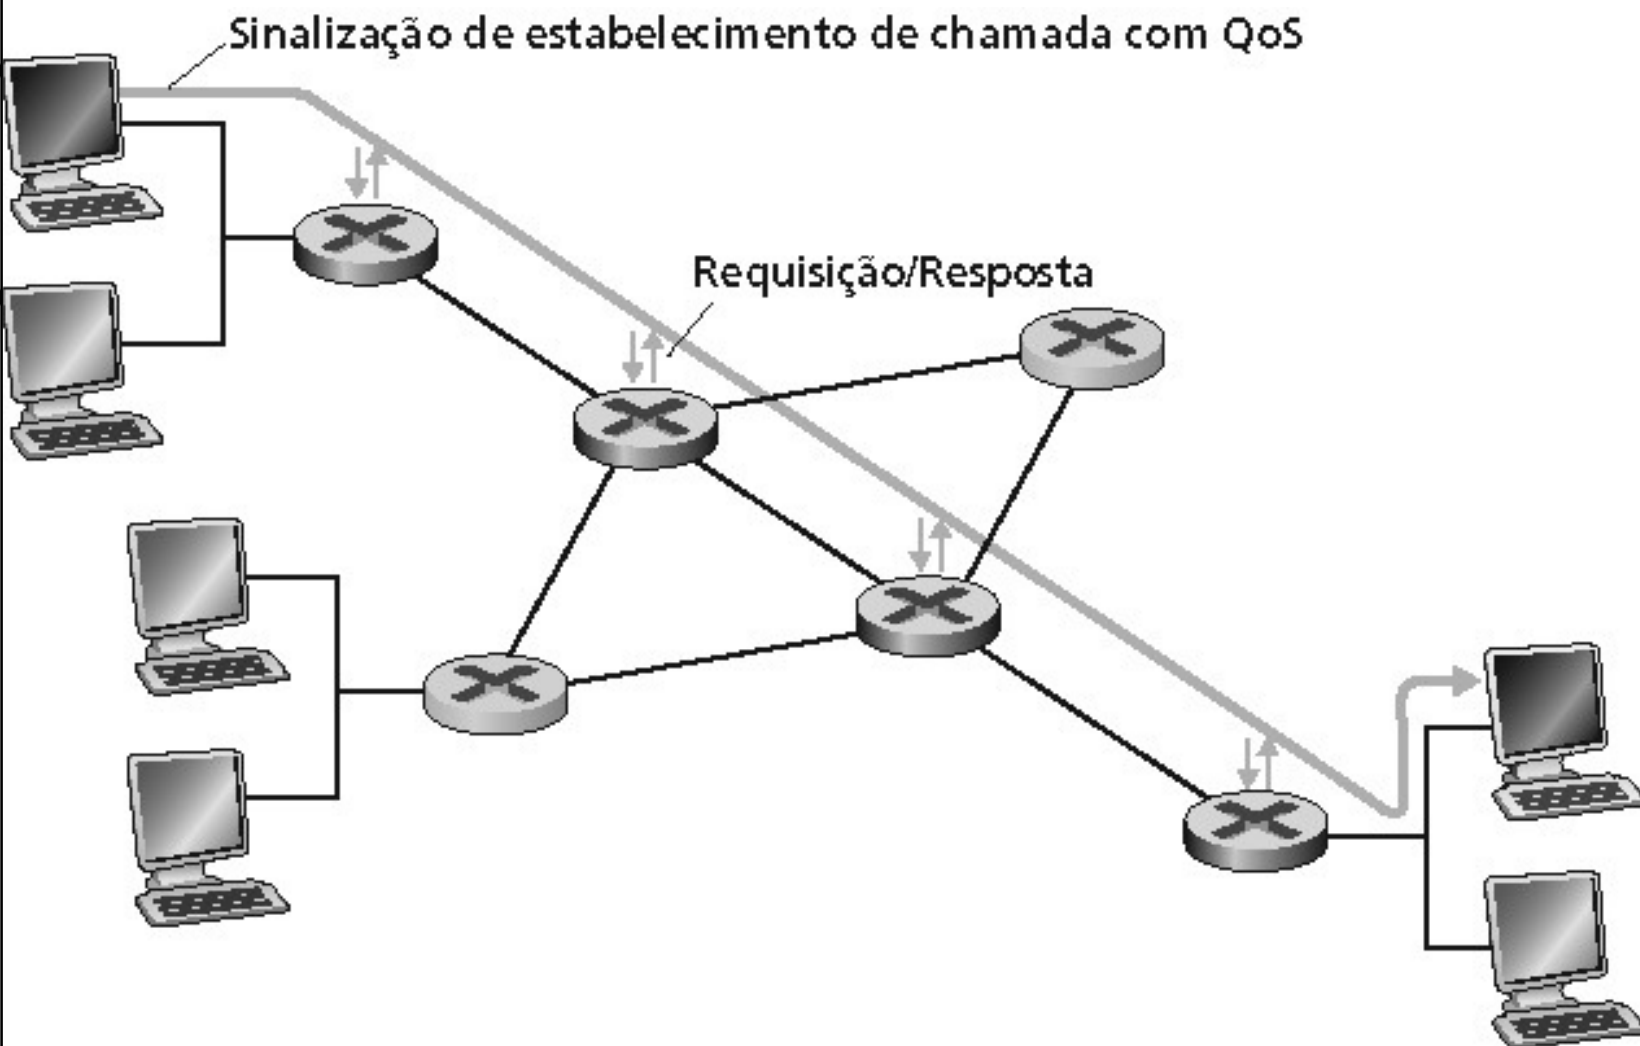 Sinalização de estabelecimento de chamada com QoS
Requisição/Resposta